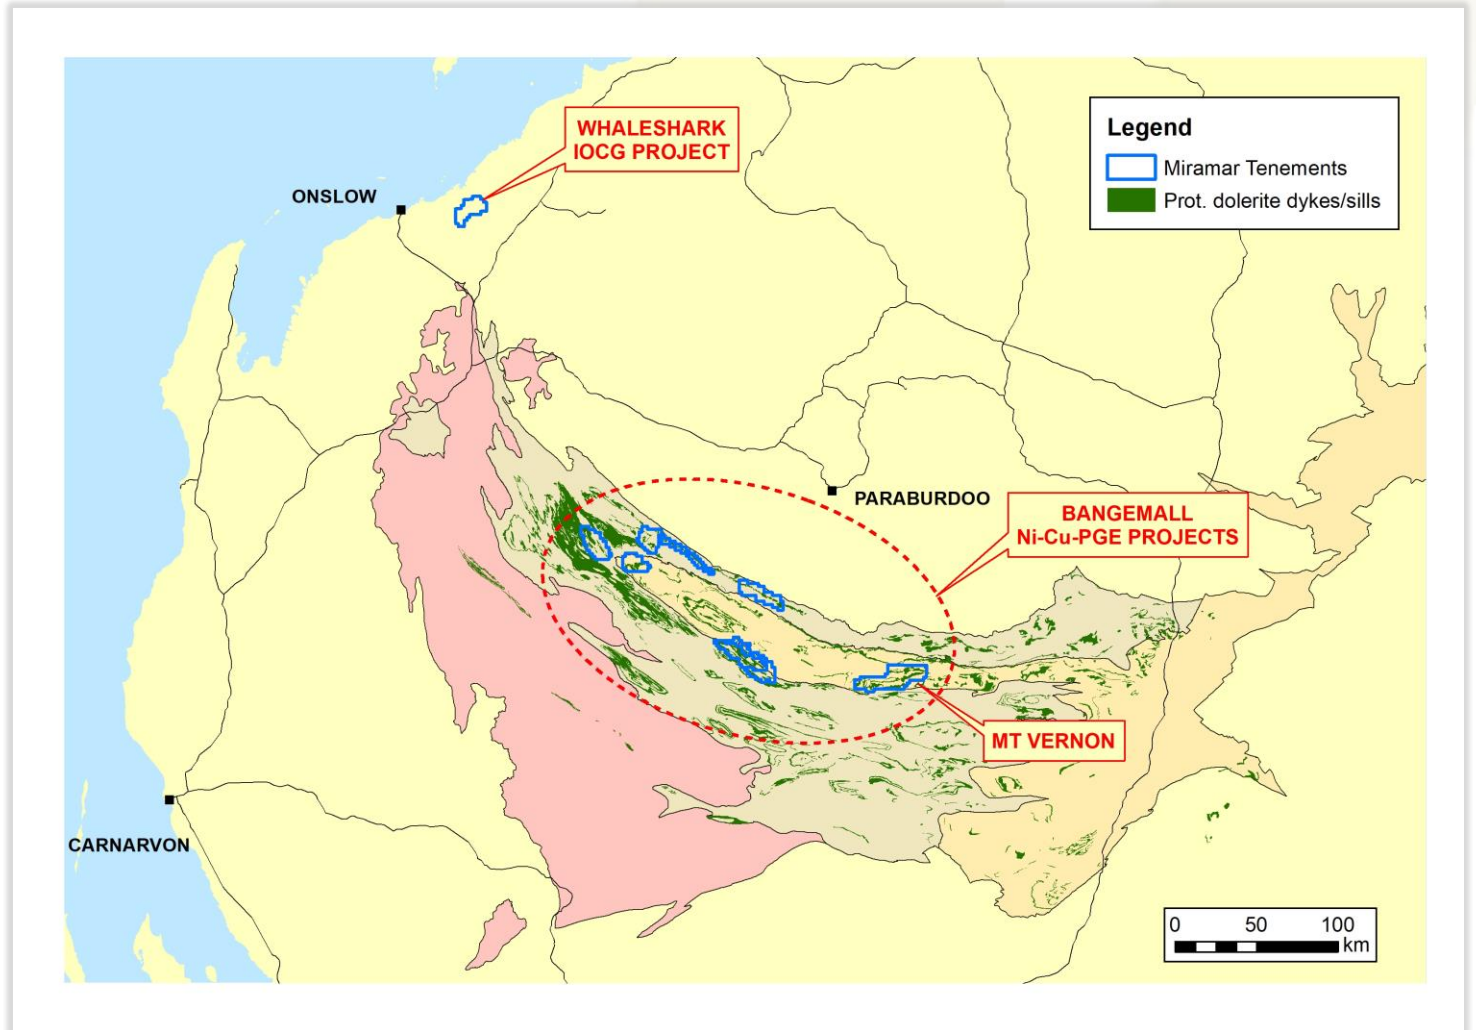 WHALESHARK
IOCG PROJECT
Legend
Miramar Tenements
Prot. dolerite dykes/sills
ONSLOW
PARABURDOO
BANGEMALL
Ni-Cu-PGE PROJECTS
MT VERNON
CARNARVON
0 50 100
km